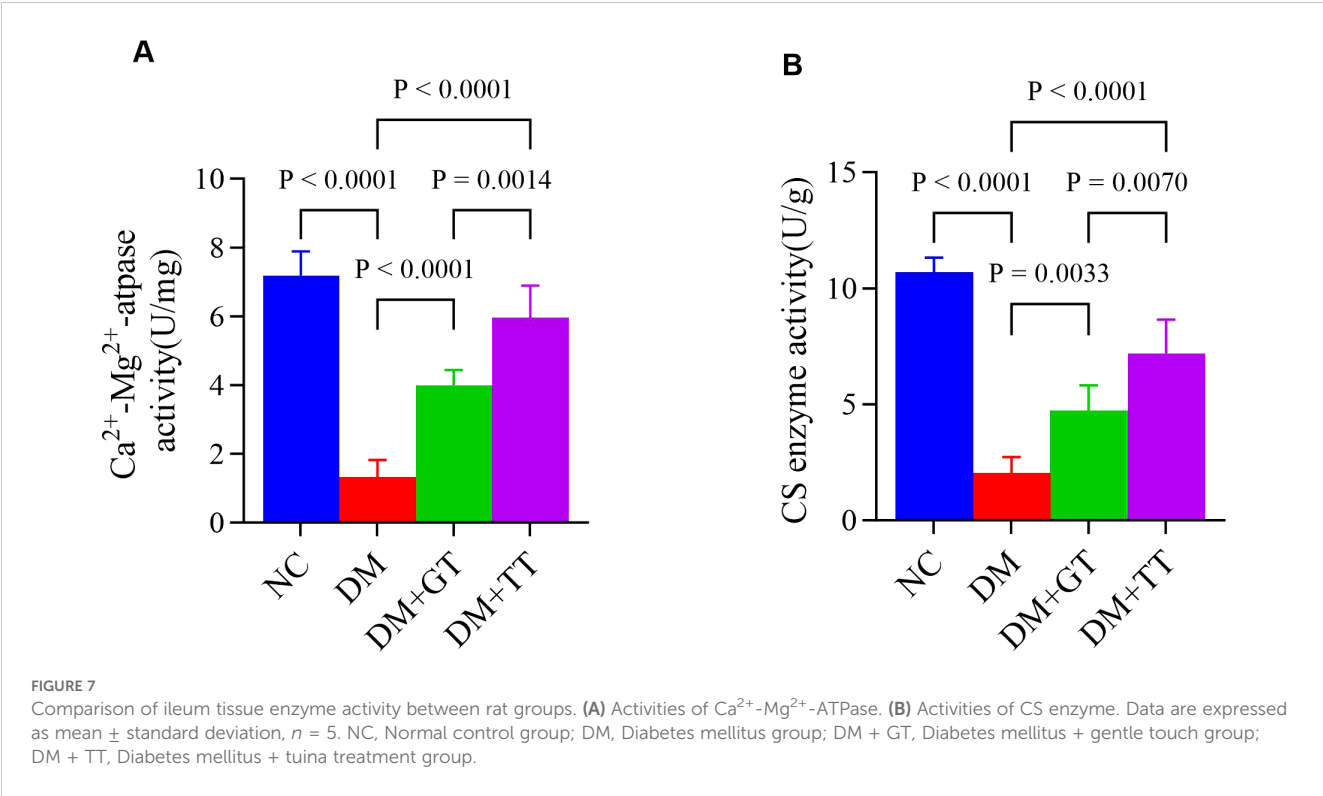 A
P < 0.0001
P < 0.0001
P = 0.0014
P < 0.0001
Ca²⁺-Mg²⁺-atpase
activity(U/mg)
10
8
6
4
2
0
NC
DM
DM+GT
DM+TT
B
P < 0.0001
P < 0.0001
P = 0.0070
P = 0.0033
CS enzyme activity(U/g)
15
10
5
0
NC
DM
DM+GT
DM+TT
FIGURE 7
Comparison of ileum tissue enzyme activity between rat groups. (A) Activities of Ca²⁺-Mg²⁺-ATPase. (B) Activities of CS enzyme. Data are expressed
as mean ± standard deviation, n = 5. NC, Normal control group; DM, Diabetes mellitus group; DM + GT, Diabetes mellitus + gentle touch group;
DM + TT, Diabetes mellitus + tuina treatment group.